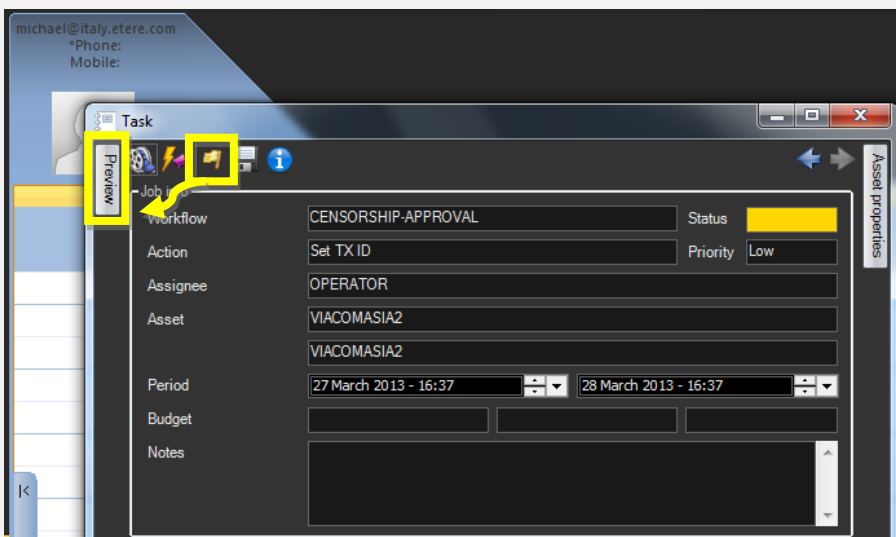 michael@italy.etere.com
*Phone:
Mobile:
Task
Preview
Asset properties
Workflow CENSORSHIP-APPROVAL Status
Action Set TX ID Priority Low
Assignee OPERATOR
Asset VIACOMASIA2
VIACOMASIA2
Period 27 March 2013 - 16:37 28 March 2013 - 16:37
Budget
Notes